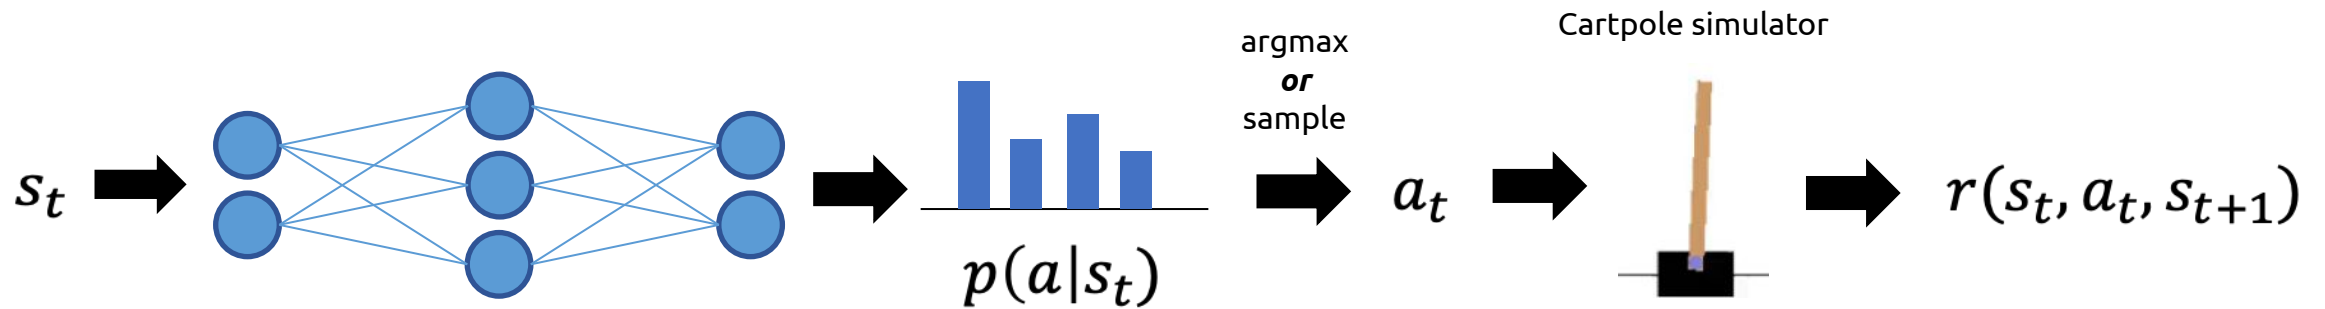 s_t
p(a|s_t)
argmax
or
sample
a_t
Cartpole simulator
r(s_t, a_t, s_{t+1})